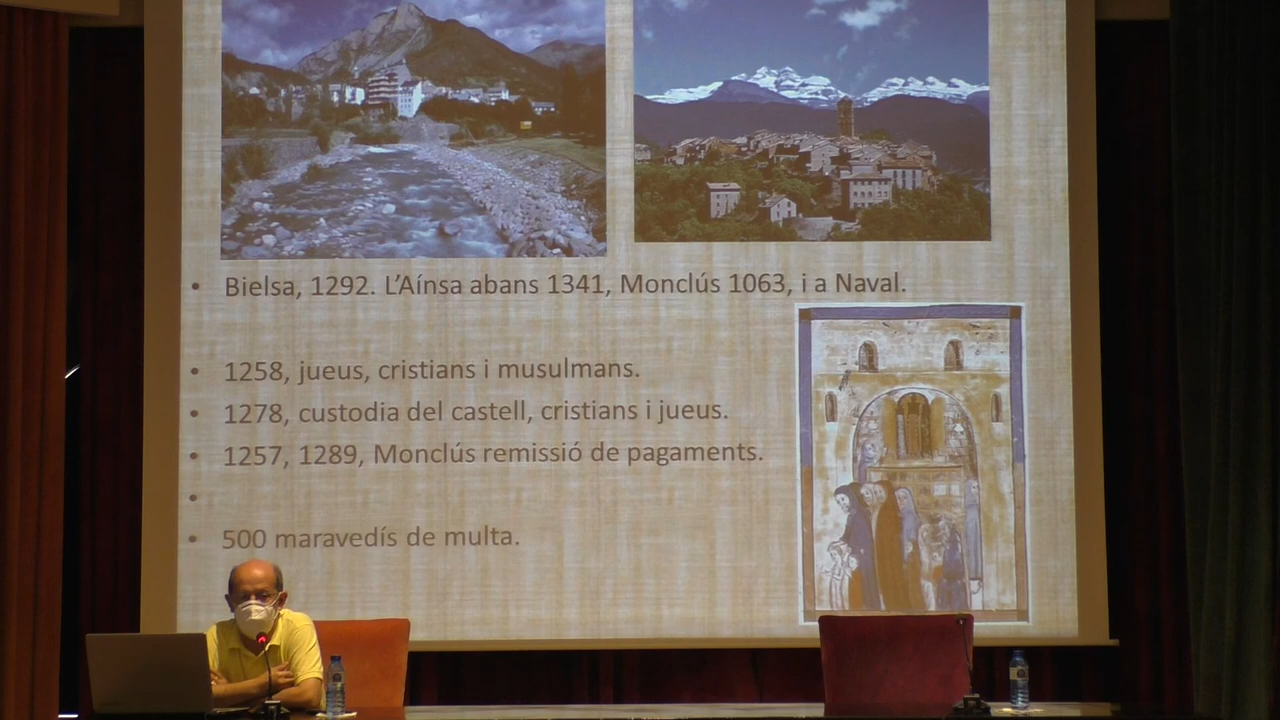 • Bielsa, 1292. L'Aínsa abans 1341, Monclús 1063, i a Naval.
• 1258, jueus, cristians i musulmans.
• 1278, custodia del castell, cristians i jueus.
• 1257, 1289, Monclús remissió de pagaments.
•
• 500 maravedís de multa.